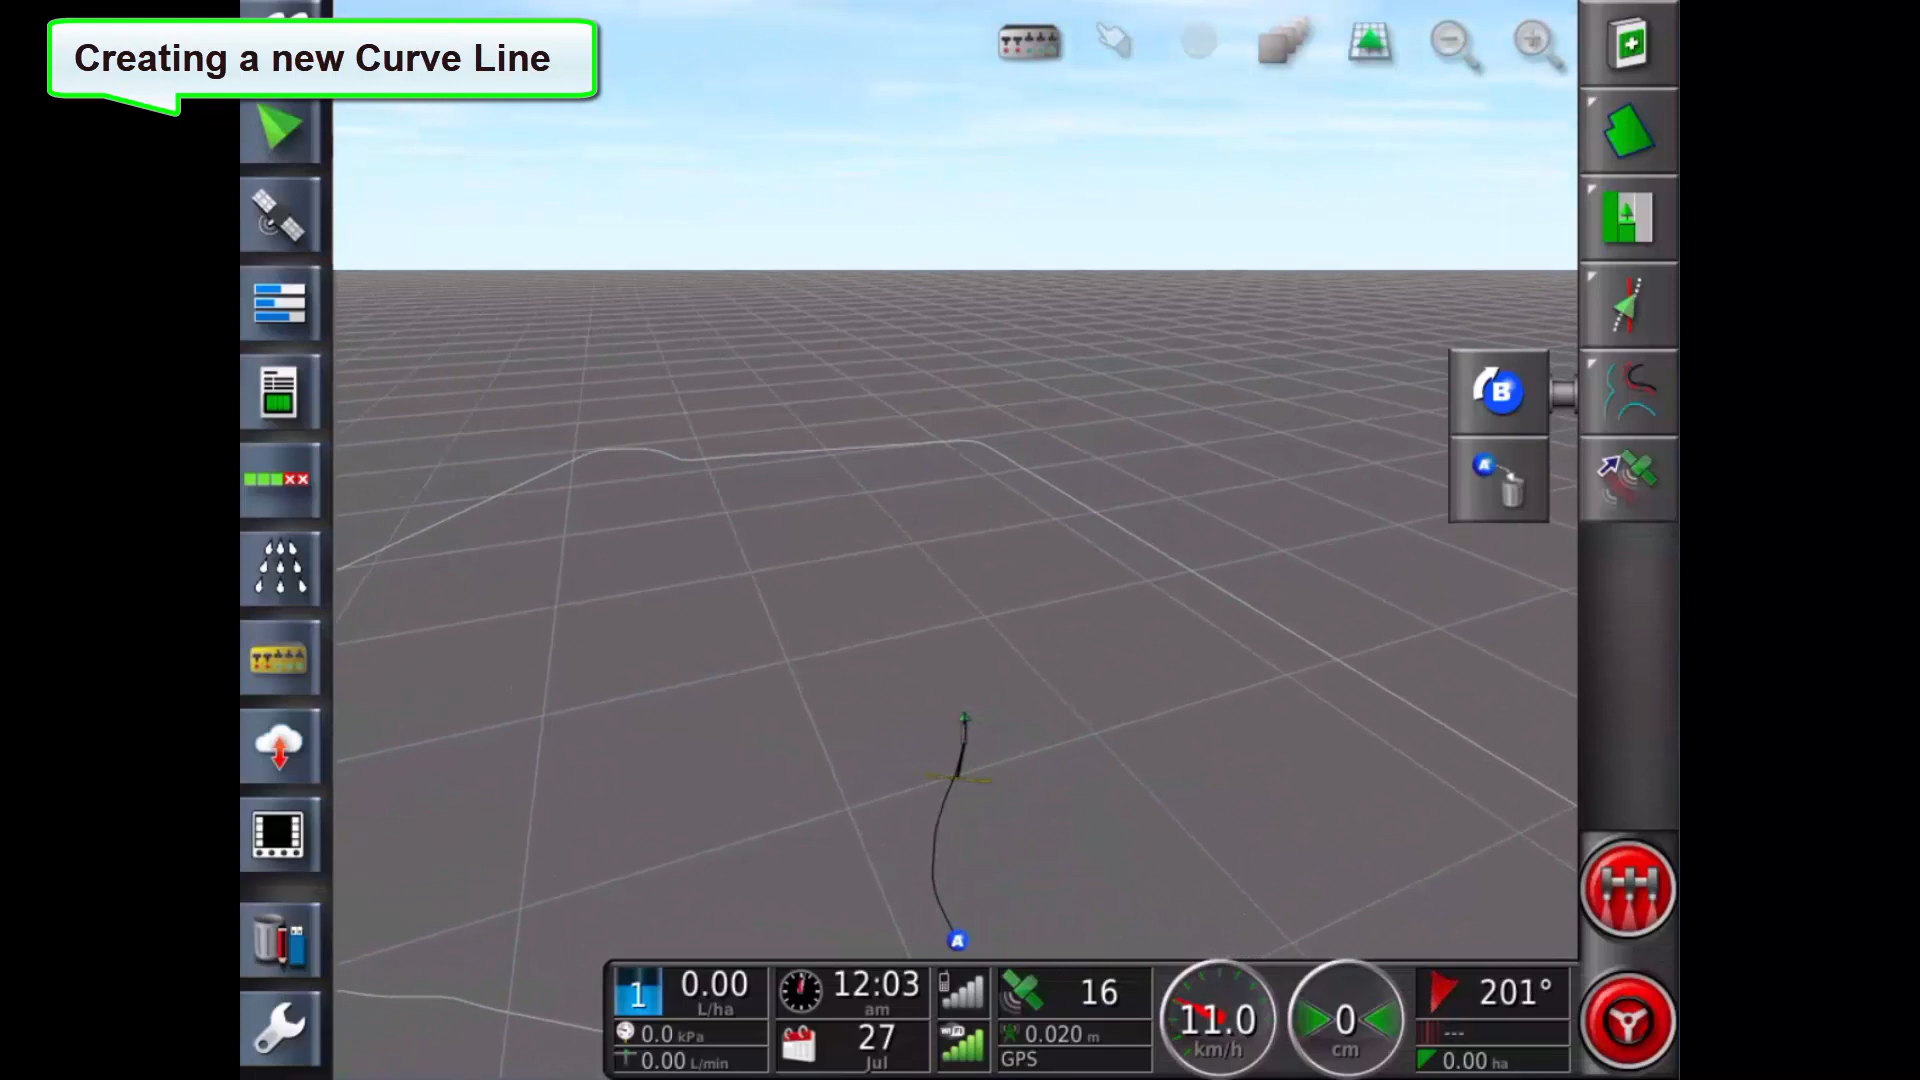 Creating a new Curve Line
B
A
A
1
0.00
L/ha
0.0 kPa
0.00 L/min
12:03
am
27
Jul
WiFi
16
0.020 m
GPS
11.0
km/h
0
cm
201°
---
0.00 ha